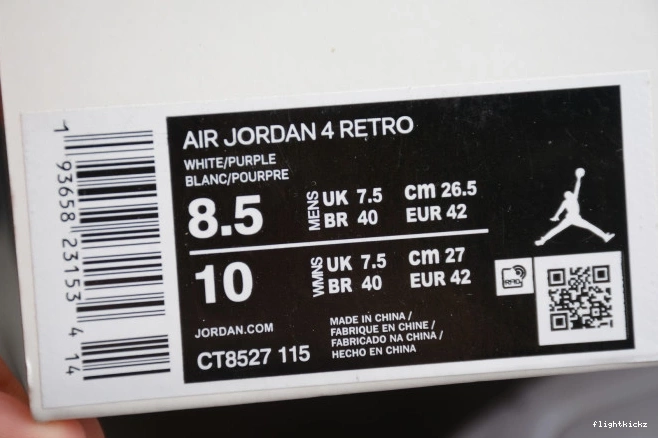 1 93658 23153 4 14
AIR JORDAN 4 RETRO
WHITE/PURPLE
BLANC/POURPRE
8.5 MENS UK 7.5 cm 26.5
BR 40 EUR 42
10 WMNS UK 7.5 cm 27
BR 40 EUR 42
JORDAN.COM
CT8527 115
MADE IN CHINA /
FABRIQUE EN CHINE /
FABRICADO NA CHINA /
HECHO EN CHINA
RFID
flightkickz